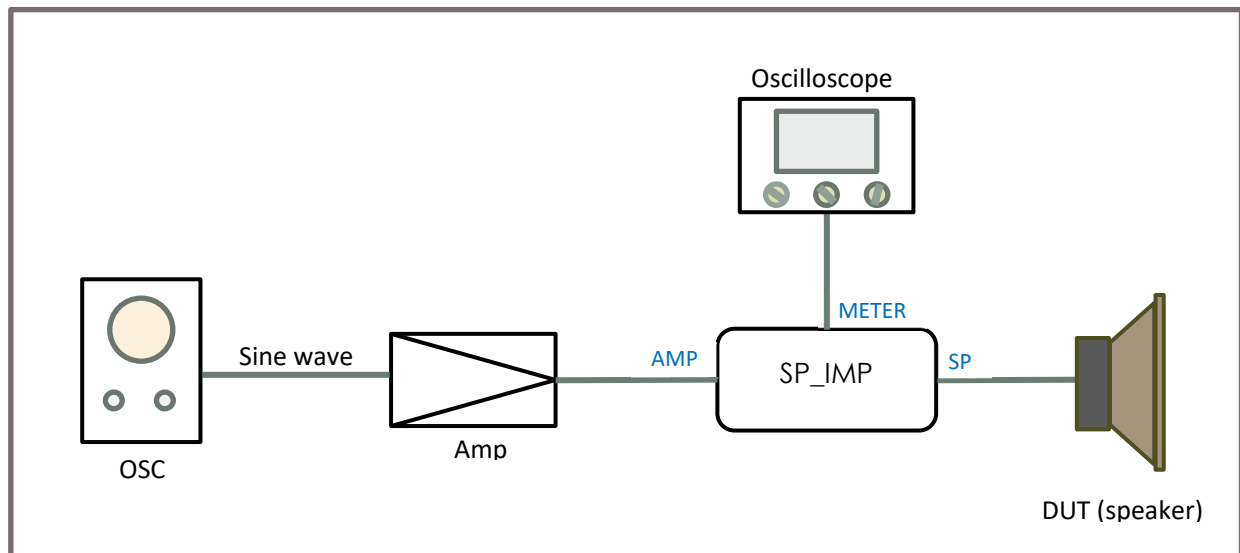 Oscilloscope
METER
Sine wave
AMP
SP_IMP
SP
Amp
OSC
DUT (speaker)